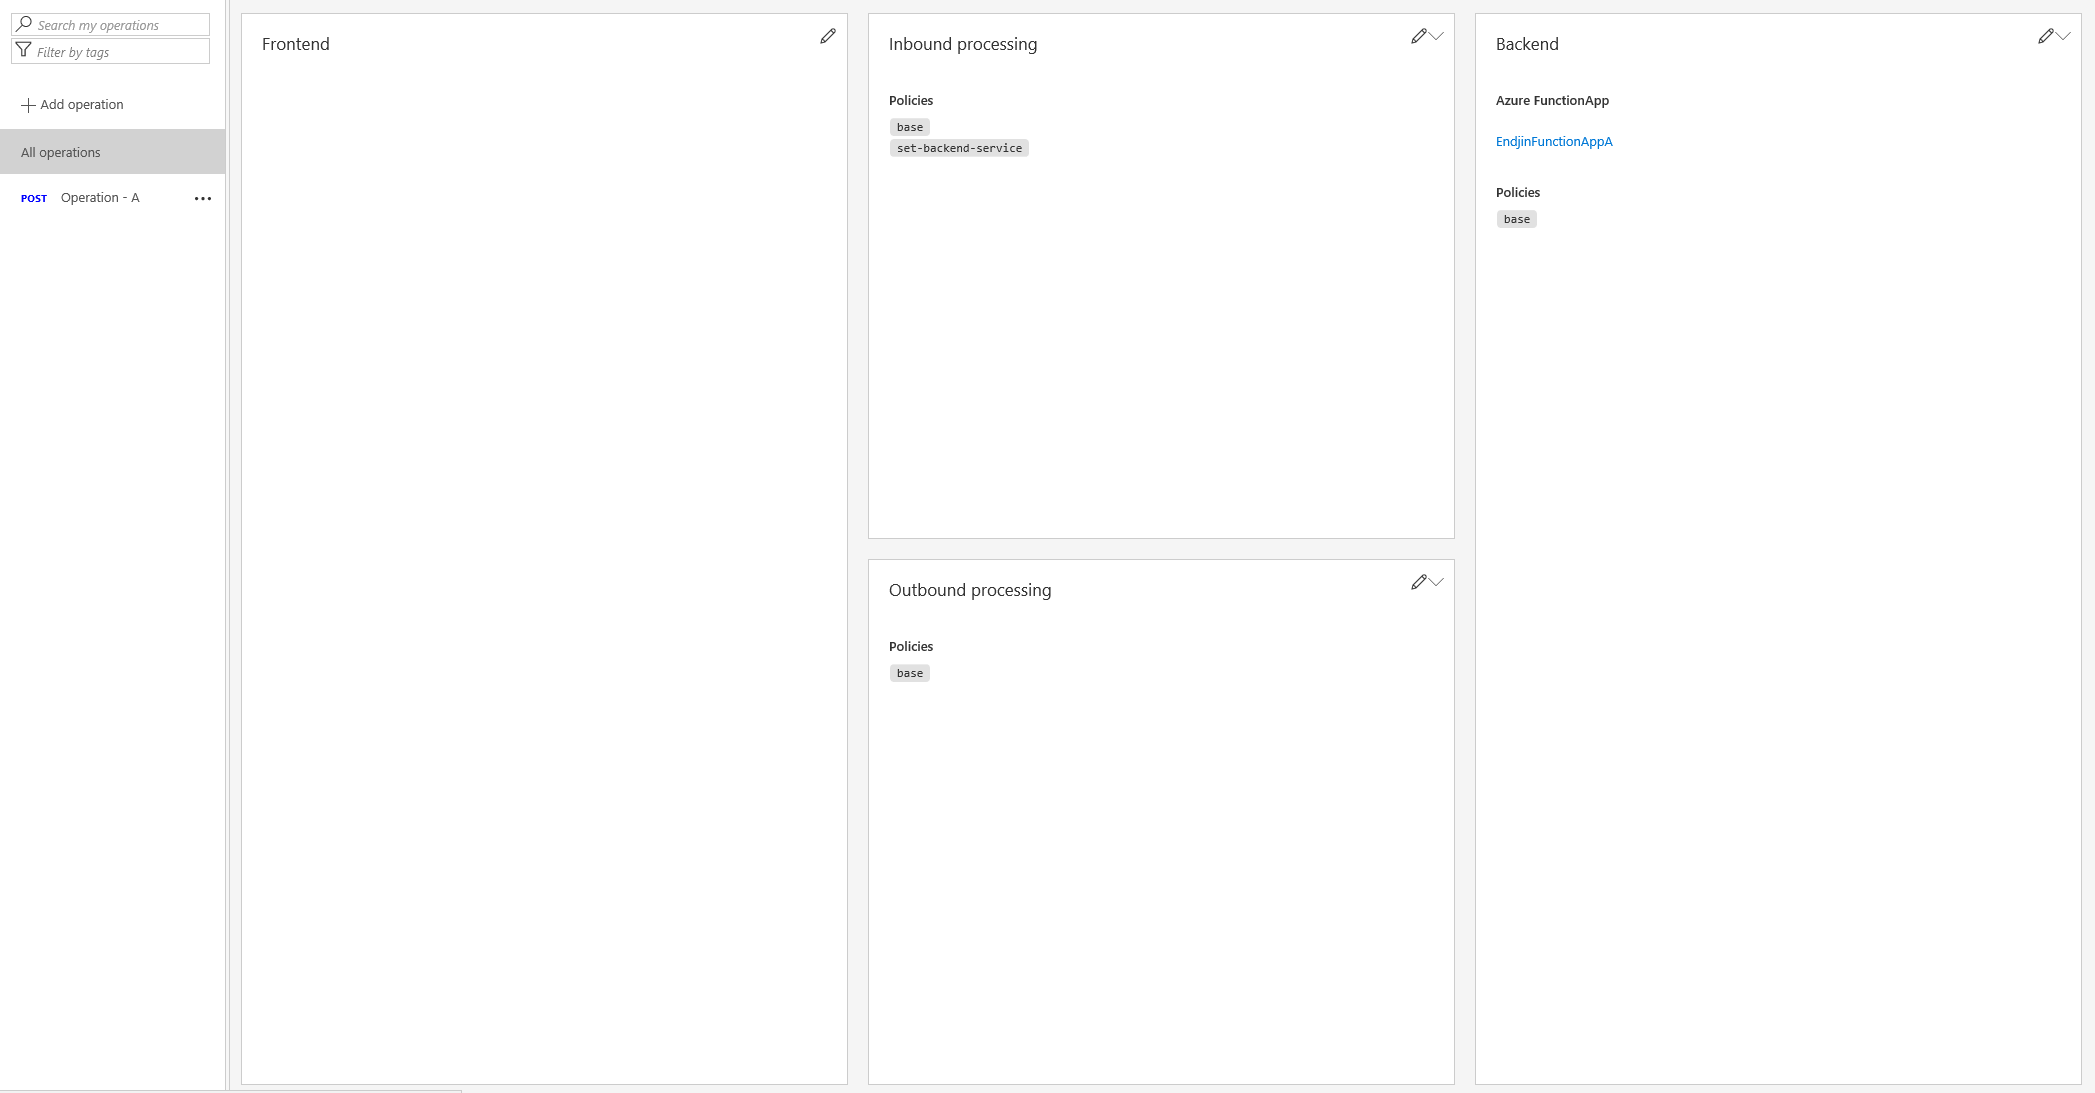 Search my operations
Filter by tags
Add operation
All operations
POST Operation - A
Frontend
Inbound processing
Policies
base
set-backend-service
Outbound processing
Policies
base
Backend
Azure FunctionApp
EndjinFunctionAppA
Policies
base